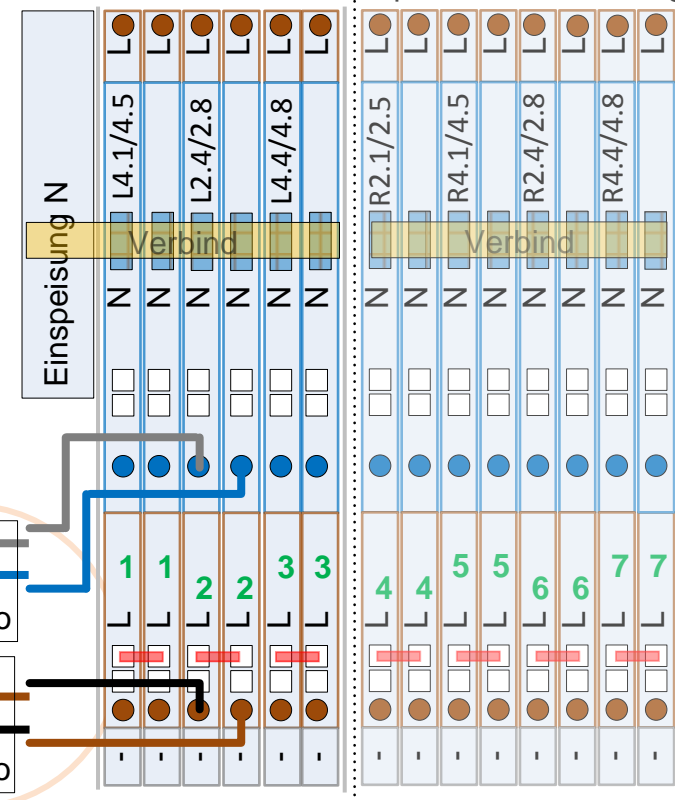 L L L L L L L L L L L L L L
L4.1/4.5 L2.4/2.8 L4.4/4.8 R2.1/2.5 R4.1/4.5 R2.4/2.8 R4.4/4.8
Einspeisung N
Verbind Verbind
N N N N N N N N N N N N N N
1 1 2 2 3 3 4 4 5 5 6 6 7 7
L L L L L L L L L L L L L L
o
o
- - - - - - - - - - - - - -